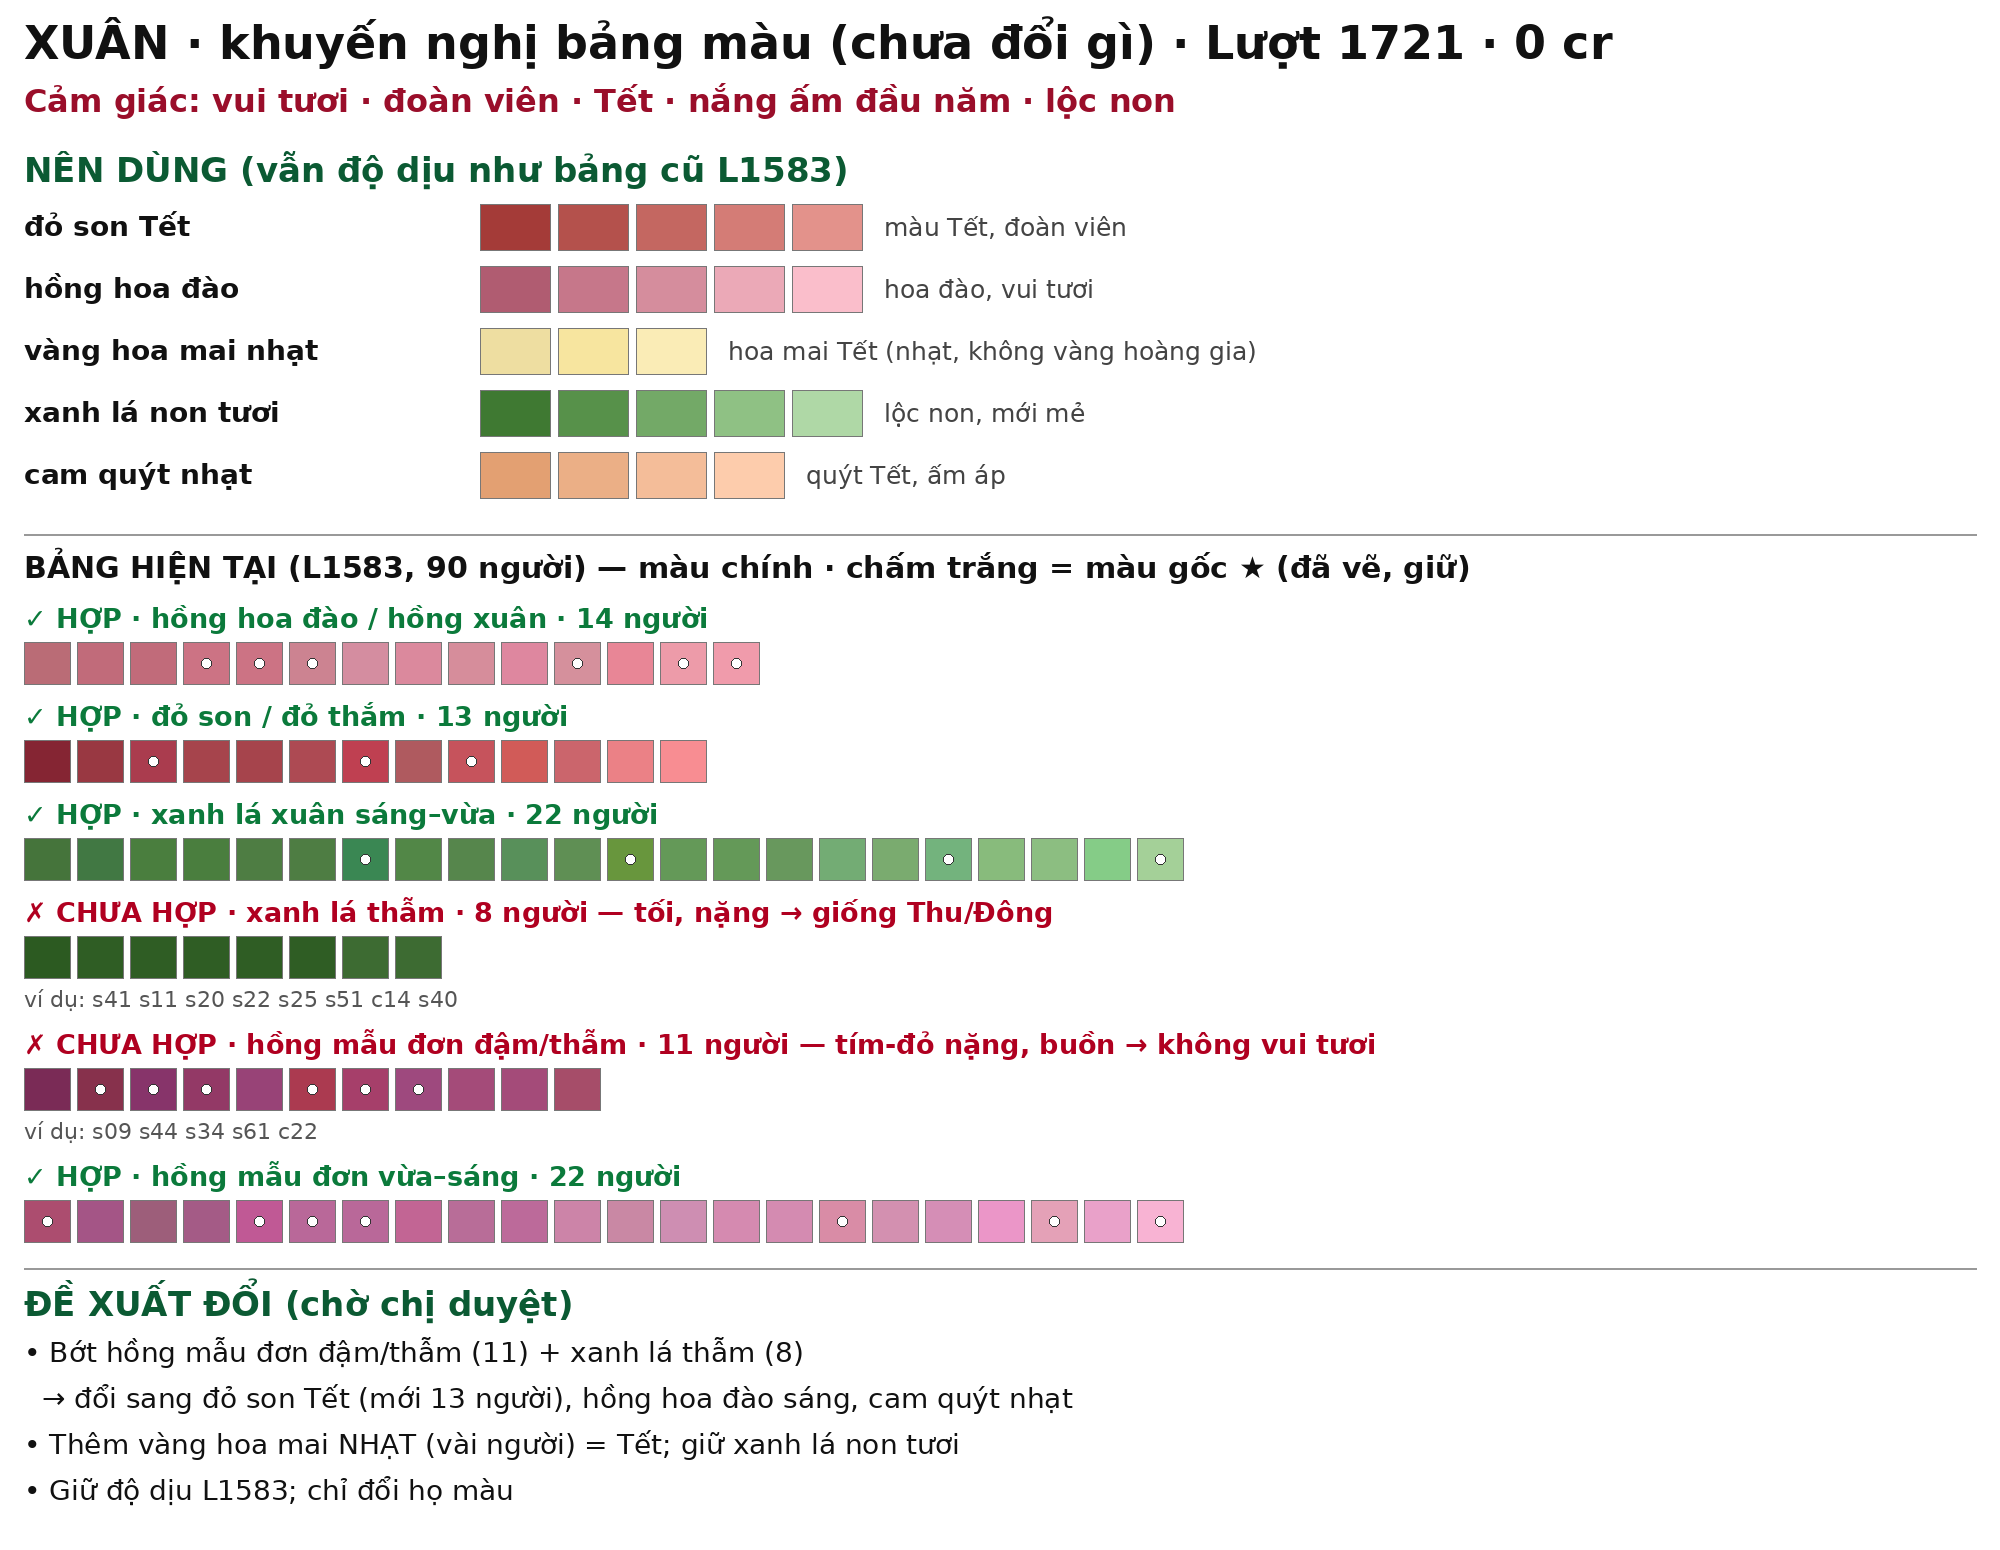 XUÂN · khuyến nghị bảng màu (chưa đổi gì) · Lượt 1721 · 0 cr
Cảm giác: vui tươi · đoàn viên · Tết · nắng ấm đầu năm · lộc non
NÊN DÙNG (vẫn độ dịu như bảng cũ L1583)
đỏ son Tết màu Tết, đoàn viên
hồng hoa đào hoa đào, vui tươi
vàng hoa mai nhạt hoa mai Tết (nhạt, không vàng hoàng gia)
xanh lá non tươi lộc non, mới mẻ
cam quýt nhạt quýt Tết, ấm áp
BẢNG HIỆN TẠI (L1583, 90 người) — màu chính · chấm trắng = màu gốc ★ (đã vẽ, giữ)
✓ HỢP · hồng hoa đào / hồng xuân · 14 người
✓ HỢP · đỏ son / đỏ thắm · 13 người
✓ HỢP · xanh lá xuân sáng–vừa · 22 người
✗ CHƯA HỢP · xanh lá thẫm · 8 người — tối, nặng → giống Thu/Đông
ví dụ: s41 s11 s20 s22 s25 s51 c14 s40
✗ CHƯA HỢP · hồng mẫu đơn đậm/thẫm · 11 người — tím-đỏ nặng, buồn → không vui tươi
ví dụ: s09 s44 s34 s61 c22
✓ HỢP · hồng mẫu đơn vừa–sáng · 22 người
ĐỀ XUẤT ĐỔI (chờ chị duyệt)
• Bớt hồng mẫu đơn đậm/thẫm (11) + xanh lá thẫm (8)
→ đổi sang đỏ son Tết (mới 13 người), hồng hoa đào sáng, cam quýt nhạt
• Thêm vàng hoa mai NHẠT (vài người) = Tết; giữ xanh lá non tươi
• Giữ độ dịu L1583; chỉ đổi họ màu